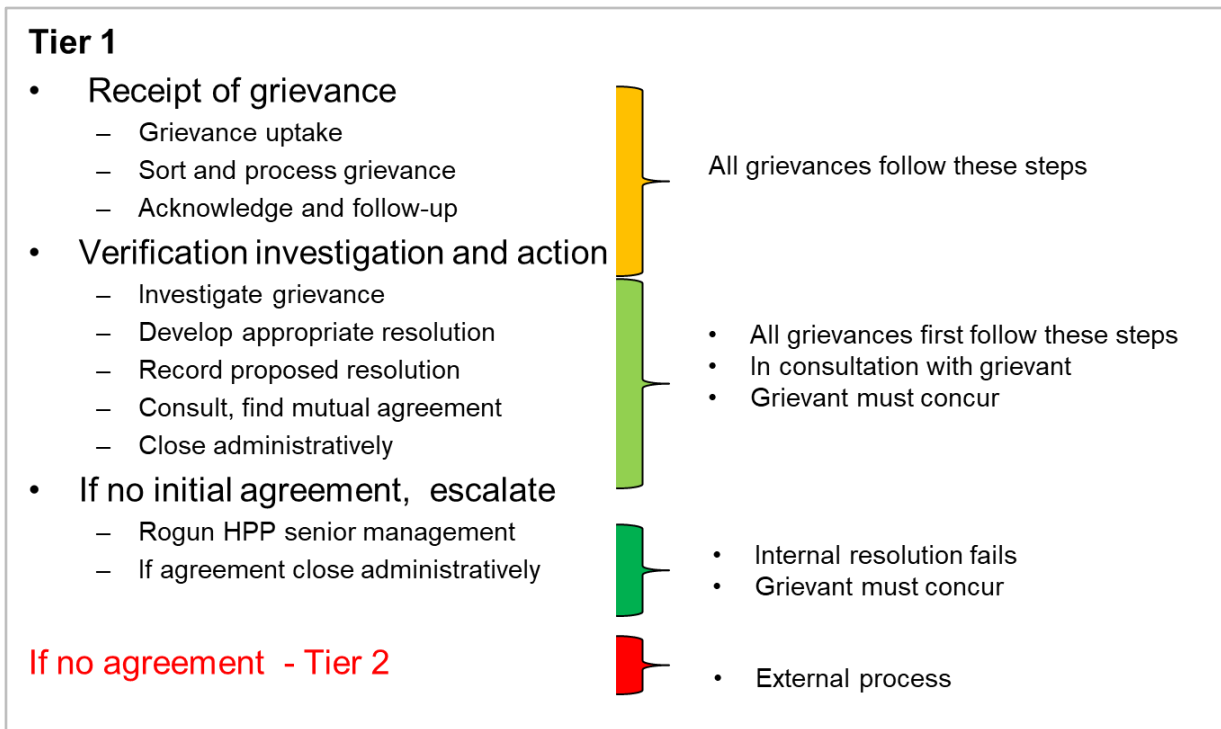 Tier 1
• Receipt of grievance
– Grievance uptake
– Sort and process grievance
– Acknowledge and follow-up
All grievances follow these steps
• Verification investigation and action
– Investigate grievance
– Develop appropriate resolution
– Record proposed resolution
– Consult, find mutual agreement
– Close administratively
• All grievances first follow these steps
• In consultation with grievant
• Grievant must concur
• If no initial agreement, escalate
– Rogun HPP senior management
– If agreement close administratively
• Internal resolution fails
• Grievant must concur
If no agreement - Tier 2
• External process